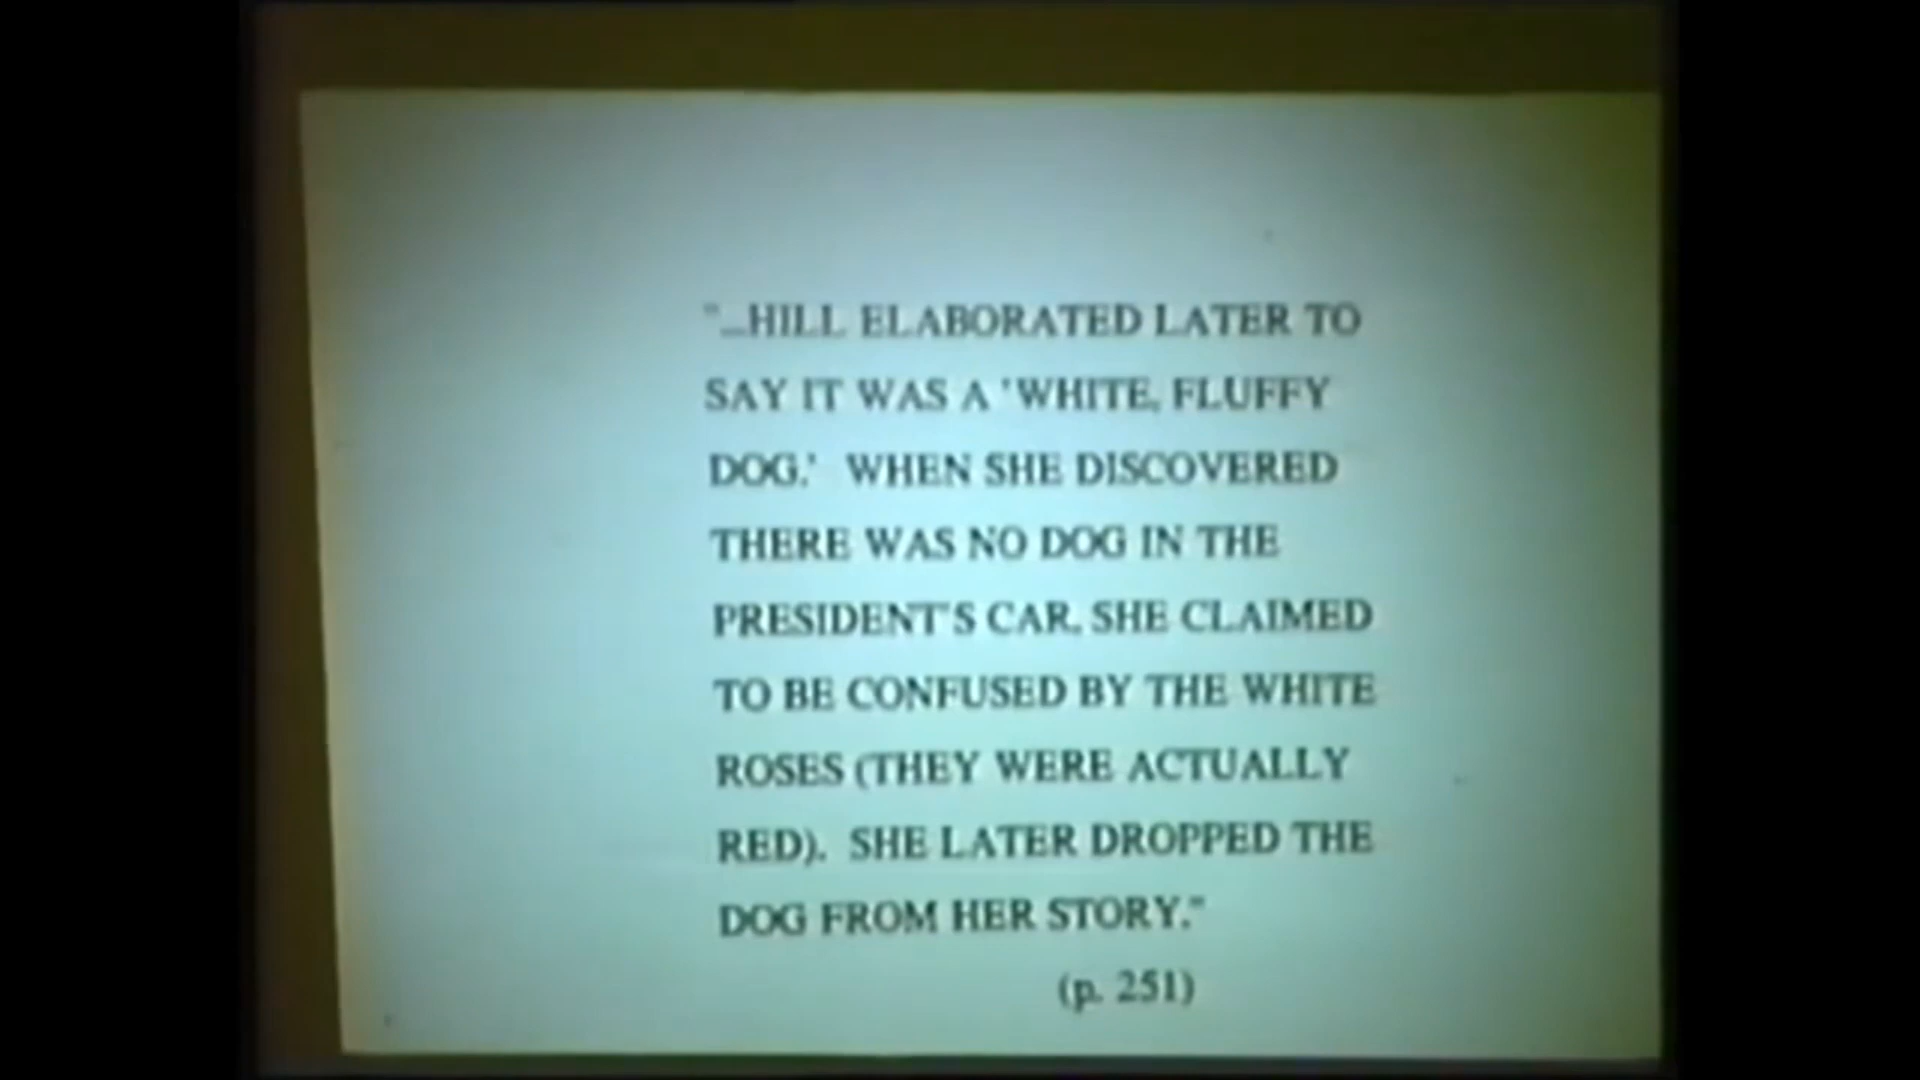 "...HILL ELABORATED LATER TO
SAY IT WAS A 'WHITE, FLUFFY
DOG.' WHEN SHE DISCOVERED
THERE WAS NO DOG IN THE
PRESIDENT'S CAR, SHE CLAIMED
TO BE CONFUSED BY THE WHITE
ROSES (THEY WERE ACTUALLY
RED). SHE LATER DROPPED THE
DOG FROM HER STORY."
(p. 251)